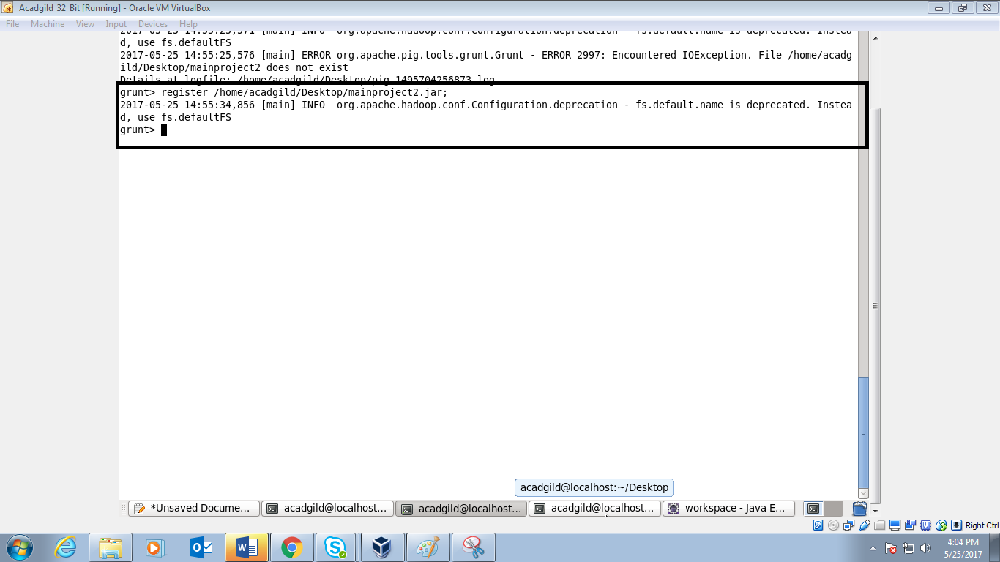 Acadgild_32_Bit [Running] - Oracle VM VirtualBox
File Machine View Input Devices Help
2017-05-25 14:55:25,571 [main] INFO  org.apache.hadoop.conf.Configuration.deprecation - fs.default.name is deprecated. Instea
d, use fs.defaultFS
2017-05-25 14:55:25,576 [main] ERROR org.apache.pig.tools.grunt.Grunt - ERROR 2997: Encountered IOException. File /home/acadg
ild/Desktop/mainproject2 does not exist
Details at logfile: /home/acadgild/Desktop/pig_1495704256873.log
grunt> register /home/acadgild/Desktop/mainproject2.jar;
2017-05-25 14:55:34,856 [main] INFO  org.apache.hadoop.conf.Configuration.deprecation - fs.default.name is deprecated. Instea
d, use fs.defaultFS
grunt>
acadgild@localhost:~/Desktop
*Unsaved Docume... acadgild@localhost... acadgild@localhost... acadgild@localhost... workspace - Java E...
Right Ctrl
4:04 PM
5/25/2017